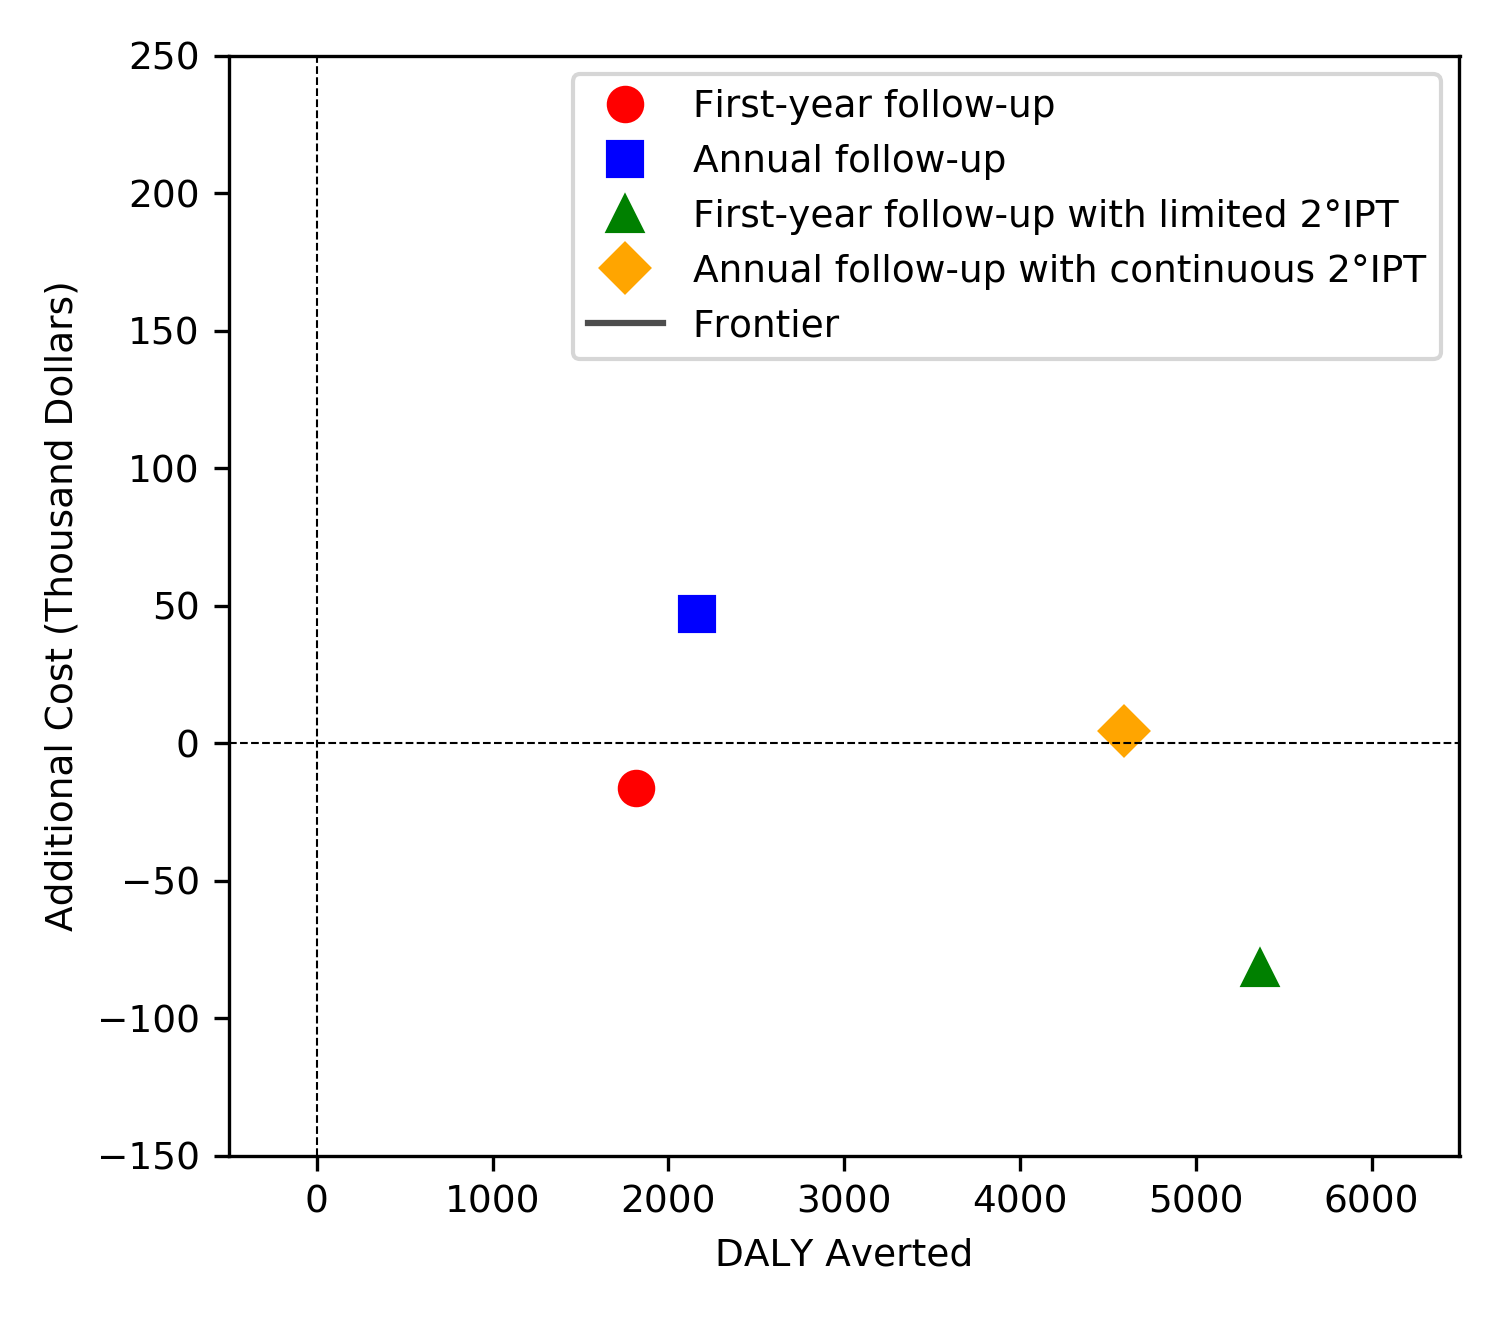 250
200
150
100
50
0
−50
−100
−150
Additional Cost (Thousand Dollars)
First-year follow-up
Annual follow-up
First-year follow-up with limited 2°IPT
Annual follow-up with continuous 2°IPT
Frontier
0 1000 2000 3000 4000 5000 6000
DALY Averted